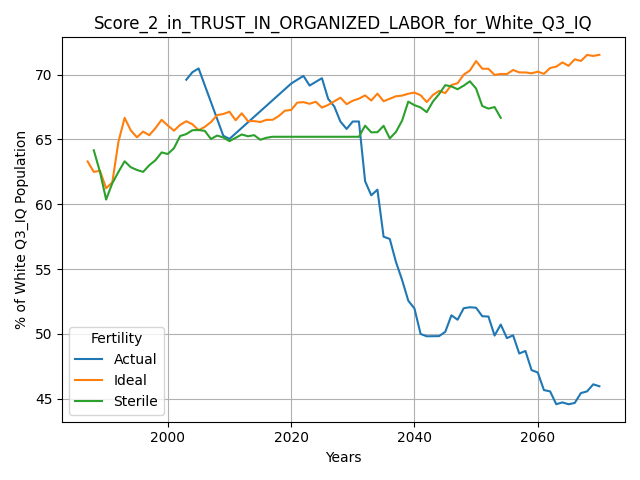 Score_2_in_TRUST_IN_ORGANIZED_LABOR_for_White_Q3_IQ
70
65
60
55
50
45
% of White Q3_IQ Population
Fertility
Actual
Ideal
Sterile
2000
2020
2040
2060
Years